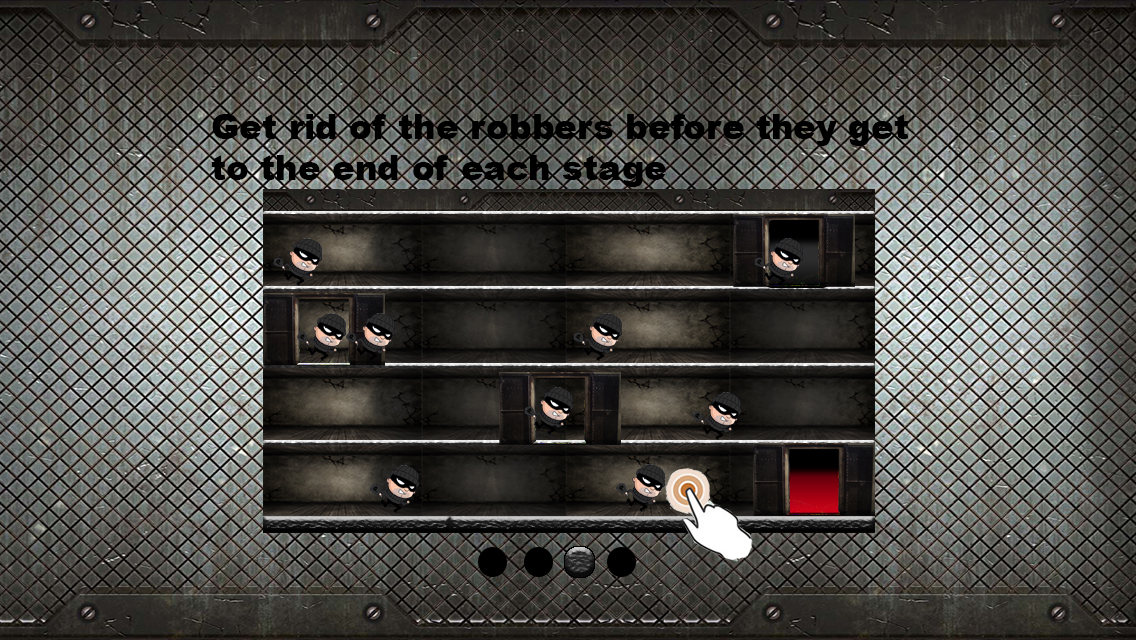 Get rid of the robbers before they get
to the end of each stage